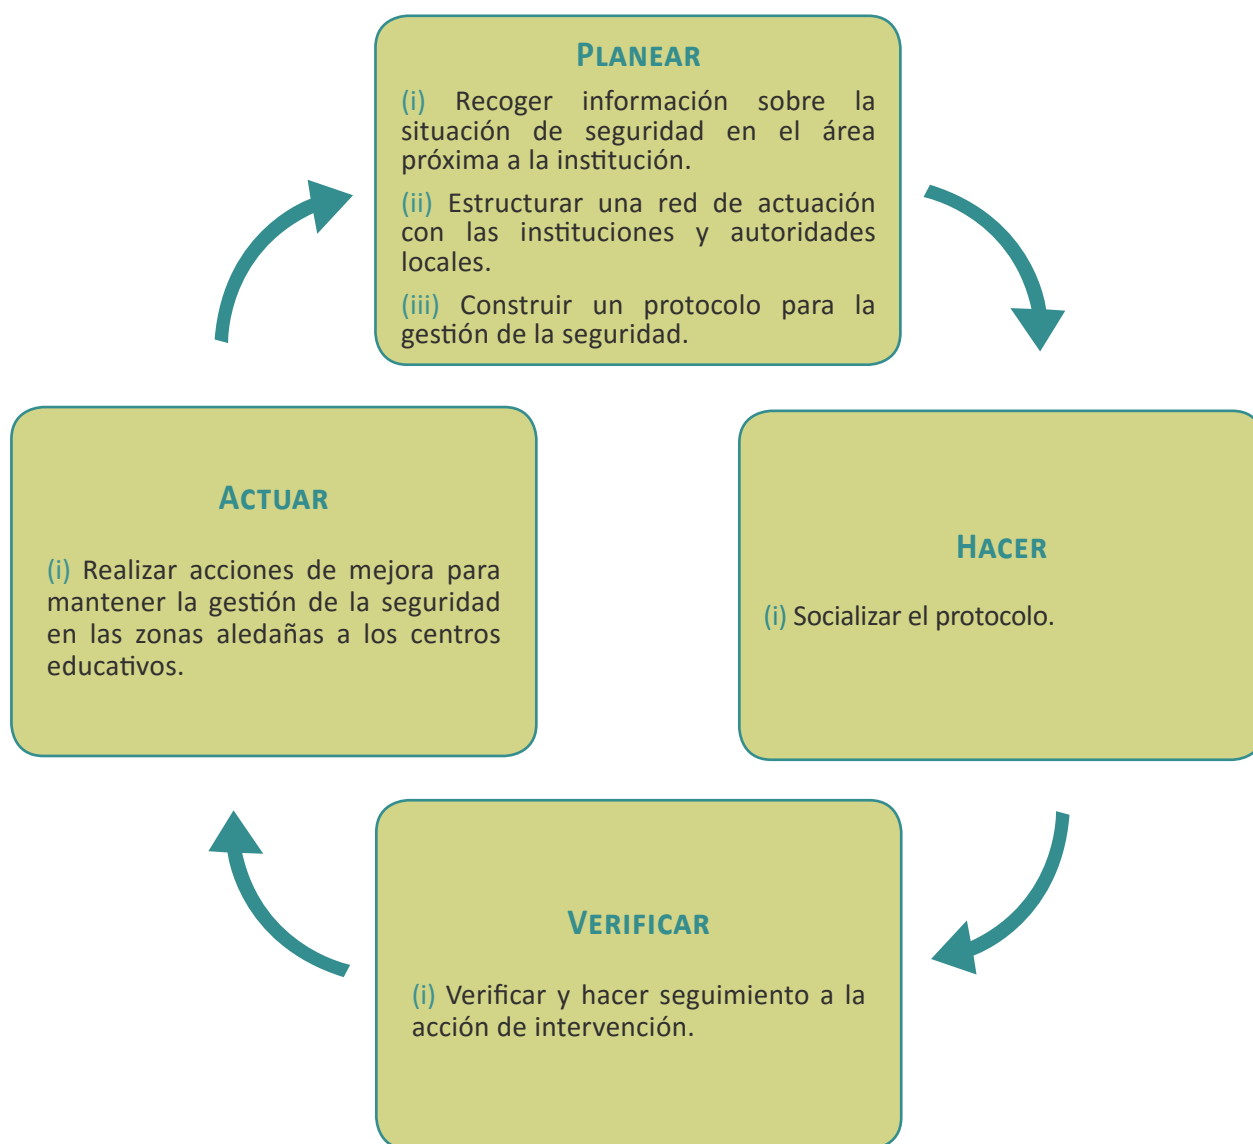 PLANEAR
(i) Recoger información sobre la
situación de seguridad en el área
próxima a la institución.
(ii) Estructurar una red de actuación
con las instituciones y autoridades
locales.
(iii) Construir un protocolo para la
gestión de la seguridad.
HACER
(i) Socializar el protocolo.
VERIFICAR
(i) Verificar y hacer seguimiento a la
acción de intervención.
ACTUAR
(i) Realizar acciones de mejora para
mantener la gestión de la seguridad
en las zonas aledañas a los centros
educativos.